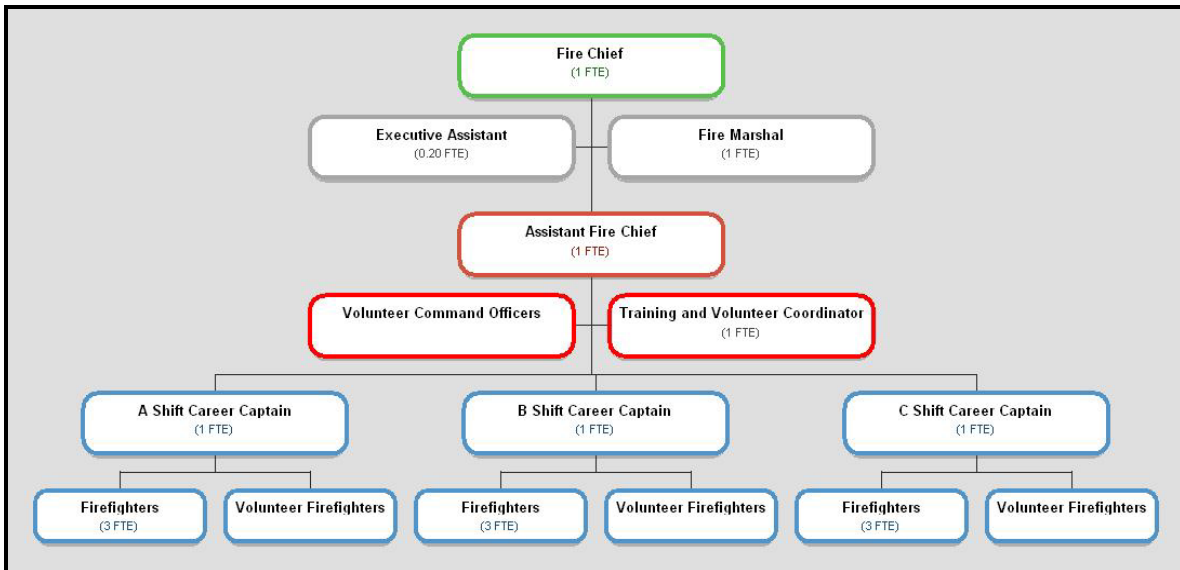 Fire Chief
(1 FTE)
Executive Assistant
(0.20 FTE)
Fire Marshal
(1 FTE)
Assistant Fire Chief
(1 FTE)
Volunteer Command Officers
Training and Volunteer Coordinator
(1 FTE)
A Shift Career Captain
(1 FTE)
B Shift Career Captain
(1 FTE)
C Shift Career Captain
(1 FTE)
Firefighters
(3 FTE)
Volunteer Firefighters
Firefighters
(3 FTE)
Volunteer Firefighters
Firefighters
(3 FTE)
Volunteer Firefighters